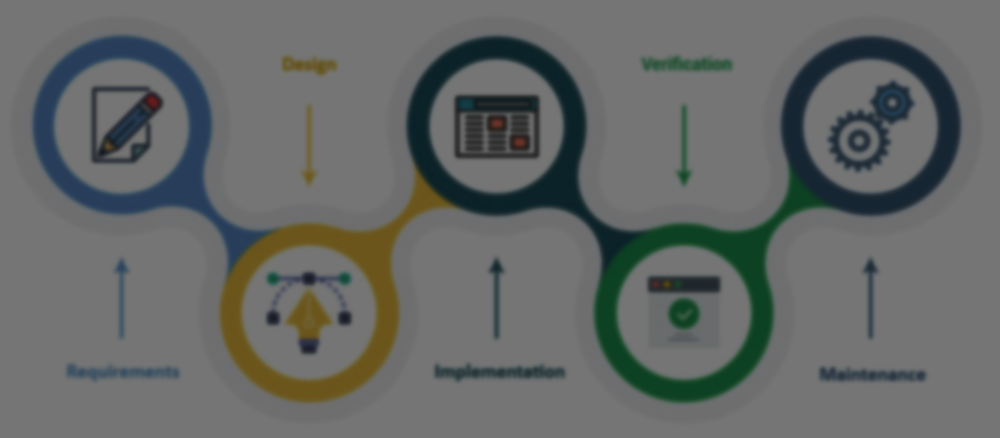 Design
Verification
Requirements
Implementation
Maintenance